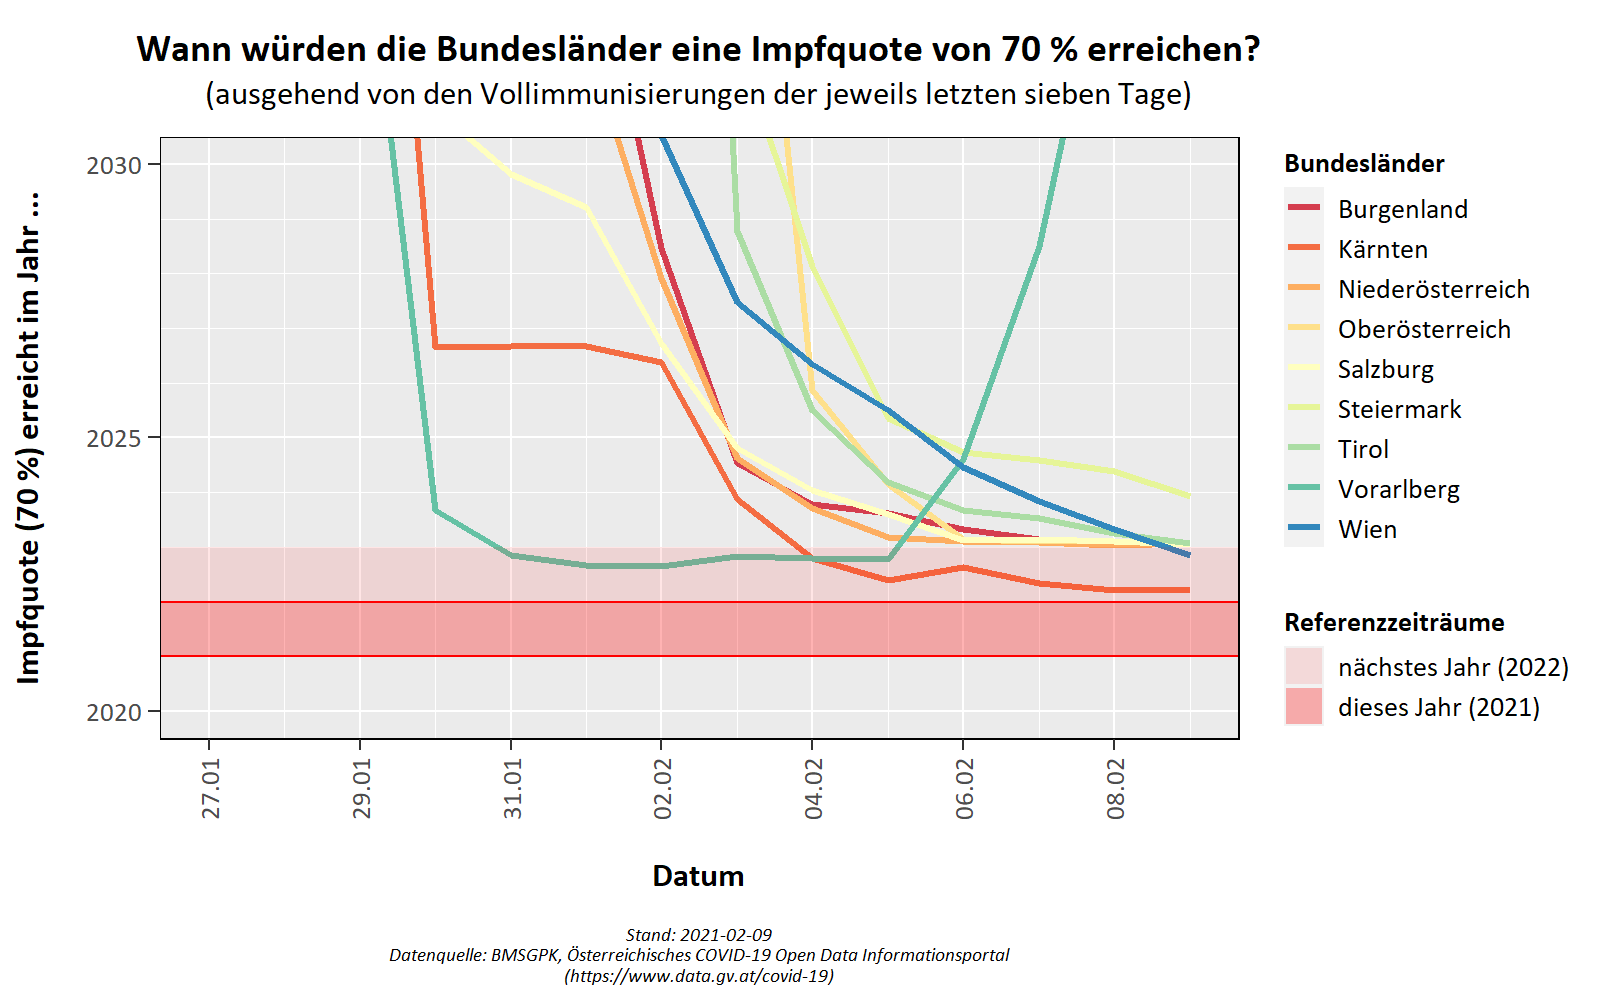 Wann würden die Bundesländer eine Impfquote von 70 % erreichen?
(ausgehend von den Vollimmunisierungen der jeweils letzten sieben Tage)
Impfquote (70 %) erreicht im Jahr ...
2030
2025
2020
27.01
29.01
31.01
02.02
04.02
06.02
08.02
Datum
Bundesländer
Burgenland
Kärnten
Niederösterreich
Oberösterreich
Salzburg
Steiermark
Tirol
Vorarlberg
Wien
Referenzzeiträume
nächstes Jahr (2022)
dieses Jahr (2021)
Stand: 2021-02-09
Datenquelle: BMSGPK, Österreichisches COVID-19 Open Data Informationsportal
(https://www.data.gv.at/covid-19)